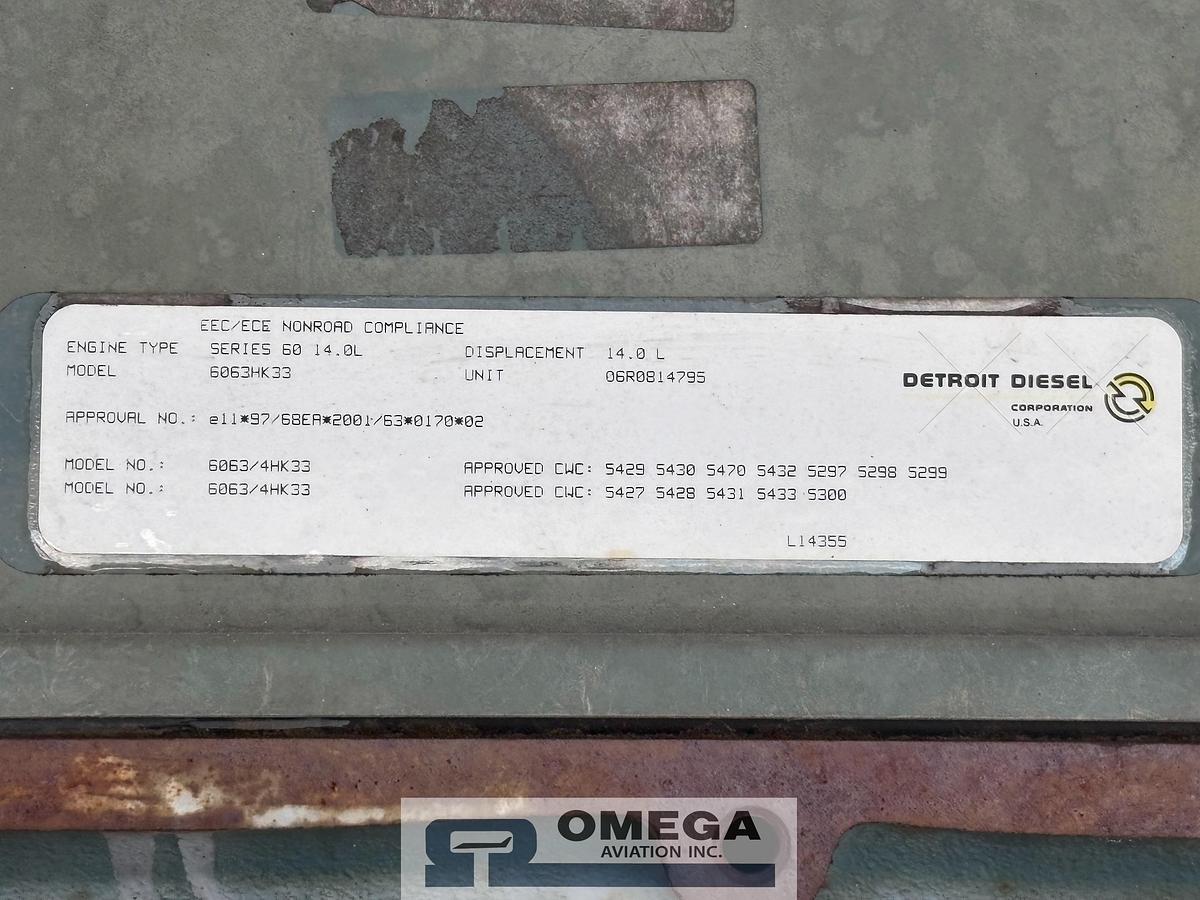 EEC/ECE NONROAD COMPLIANCE
ENGINE TYPE SERIES 60 14.0L DISPLACEMENT 14.0 L
MODEL 6063HK33 UNIT 06R0814795
DETROIT DIESEL
CORPORATION
U.S.A.
APPROVAL NO.: e11*97/68EA*2001/63*0170*02
MODEL NO.: 6063/4HK33 APPROVED CWC: 5429 5430 5470 5432 5297 5298 5299
MODEL NO.: 6063/4HK33 APPROVED CWC: 5427 5428 5431 5433 5300
L14355
OMEGA
AVIATION INC.